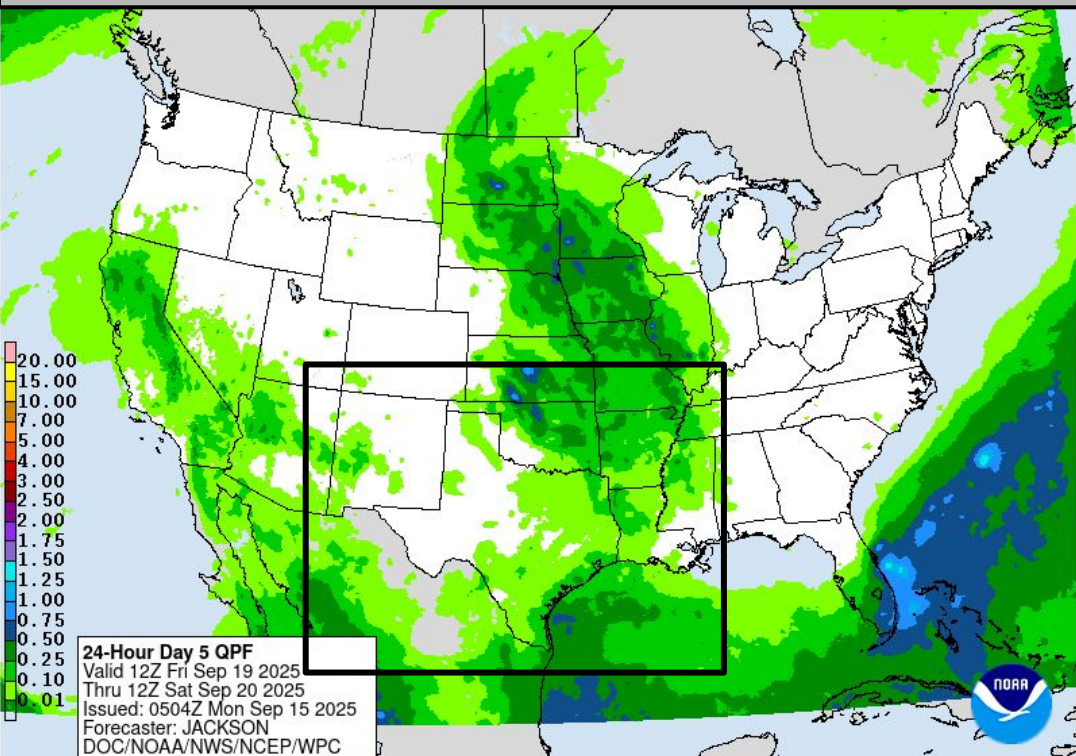 20.00
15.00
10.00
7.00
5.00
4.00
3.00
2.50
2.00
1.75
1.50
1.25
1.00
0.75
0.50
0.25
0.10
0.01
24-Hour Day 5 QPF
Valid 12Z Fri Sep 19 2025
Thru 12Z Sat Sep 20 2025
Issued: 0504Z Mon Sep 15 2025
Forecaster: JACKSON
DOC/NOAA/NWS/NCEP/WPC
NOAA